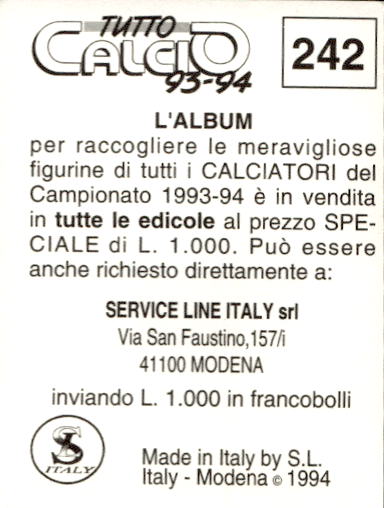 TUTTO
CALCIO
93-94
242
L'ALBUM
per raccogliere le meravigliose
figurine di tutti i CALCIATORI del
Campionato 1993-94 è in vendita
in tutte le edicole al prezzo SPE-
CIALE di L. 1.000. Può essere
anche richiesto direttamente a:
SERVICE LINE ITALY srl
Via San Faustino,157/i
41100 MODENA
inviando L. 1.000 in francobolli
SL
ITALY
Made in Italy by S.L.
Italy - Modena © 1994